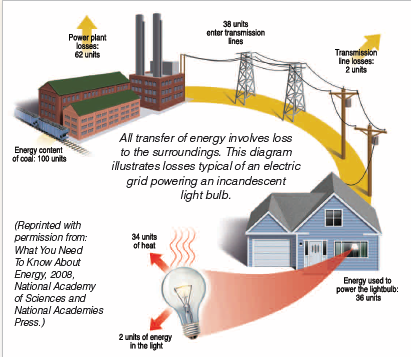 Power plant
losses:
62 units
38 units
enter transmission
lines
Transmission
line losses:
2 units
Energy content
of coal: 100 units
All transfer of energy involves loss
to the surroundings. This diagram
illustrates losses typical of an electric
grid powering an incandescent
light bulb.
(Reprinted with
permission from:
What You Need
To Know About
Energy, 2008,
National Academy
of Sciences and
National Academies
Press.)
34 units
of heat
Energy used to
power the lightbulb:
36 units
2 units of energy
in the light